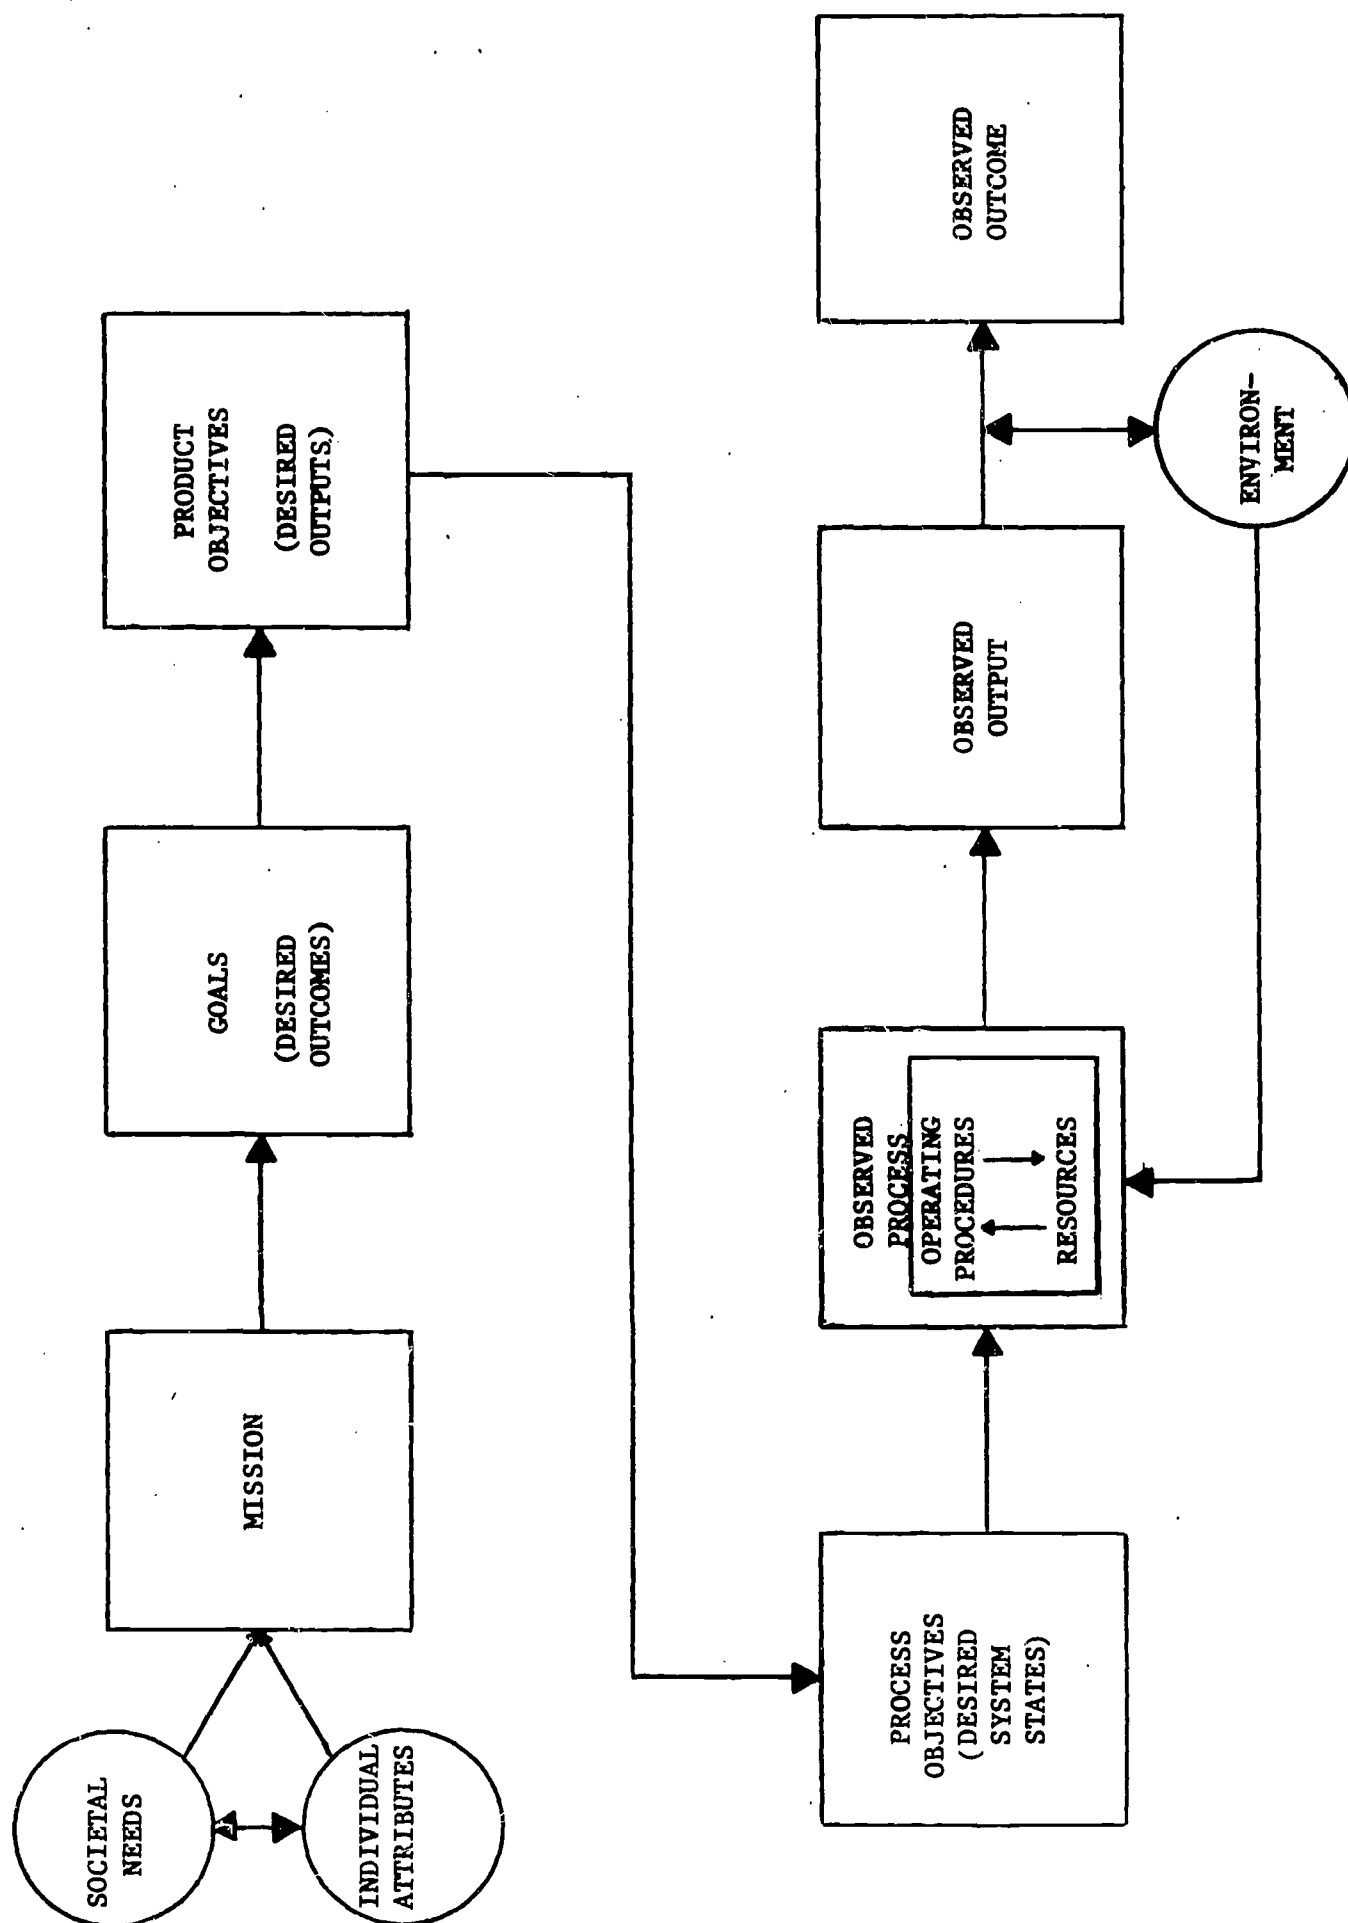 SOCIETAL
NEEDS
INDIVIDUAL
ATTRIBUTES
MISSION
GOALS
(DESIRED
OUTCOMES)
PRODUCT
OBJECTIVES
(DESIRED
OUTPUTS)
PROCESS
OBJECTIVES
(DESIRED
SYSTEM
STATES)
OBSERVED
PROCESS
OPERATING
PROCEDURES
RESOURCES
OBSERVED
OUTPUT
ENVIRON-
MENT
OBSERVED
OUTCOME